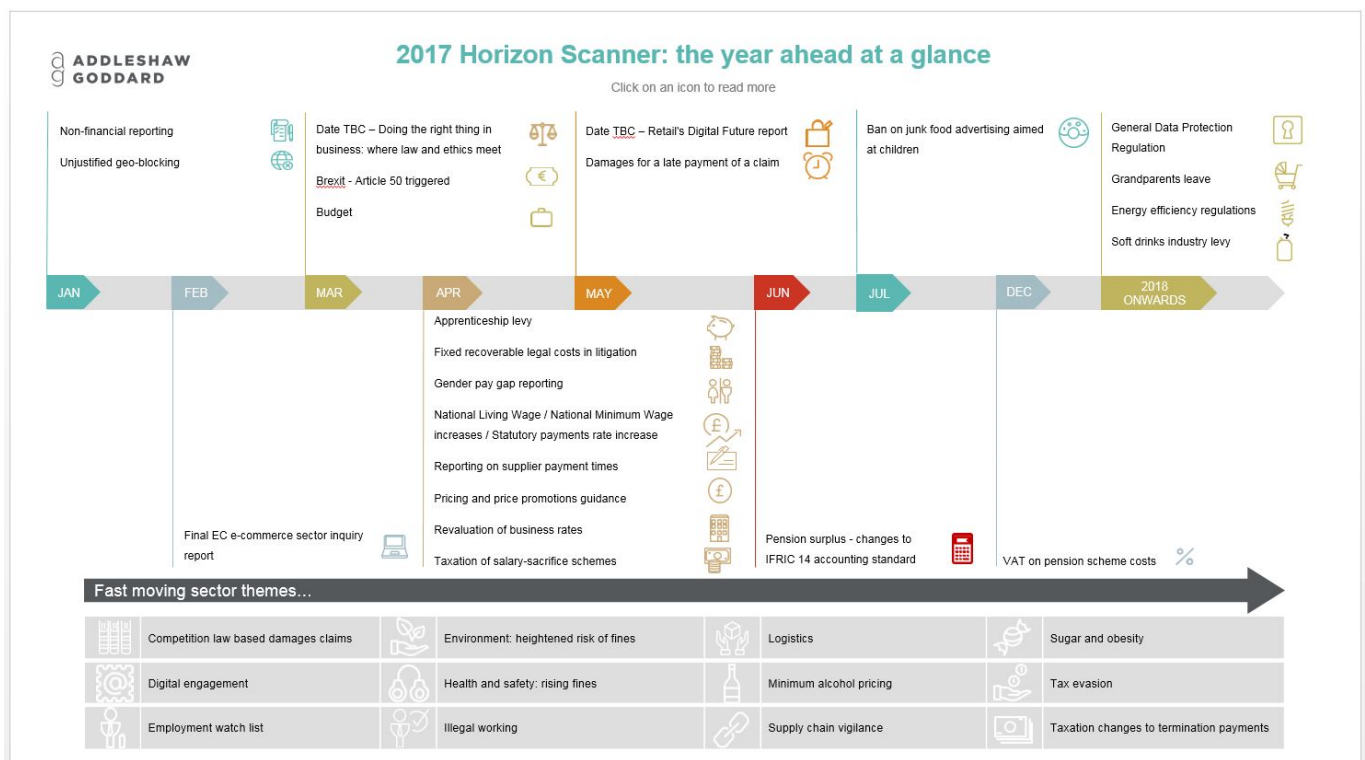 ADDLESHAW
GODDARD
2017 Horizon Scanner: the year ahead at a glance
Click on an icon to read more
Non-financial reporting
Unjustified geo-blocking
Date TBC – Doing the right thing in
business: where law and ethics meet
Brexit - Article 50 triggered
Budget
Date TBC – Retail's Digital Future report
Damages for a late payment of a claim
Ban on junk food advertising aimed
at children
General Data Protection
Regulation
Grandparents leave
Energy efficiency regulations
Soft drinks industry levy
JAN
FEB
MAR
APR
MAY
JUN
JUL
DEC
2018
ONWARDS
Final EC e-commerce sector inquiry
report
Apprenticeship levy
Fixed recoverable legal costs in litigation
Gender pay gap reporting
National Living Wage / National Minimum Wage
increases / Statutory payments rate increase
Reporting on supplier payment times
Pricing and price promotions guidance
Revaluation of business rates
Taxation of salary-sacrifice schemes
Pension surplus - changes to
IFRIC 14 accounting standard
VAT on pension scheme costs
Fast moving sector themes…
Competition law based damages claims
Environment: heightened risk of fines
Logistics
Sugar and obesity
Digital engagement
Health and safety: rising fines
Minimum alcohol pricing
Tax evasion
Employment watch list
Illegal working
Supply chain vigilance
Taxation changes to termination payments